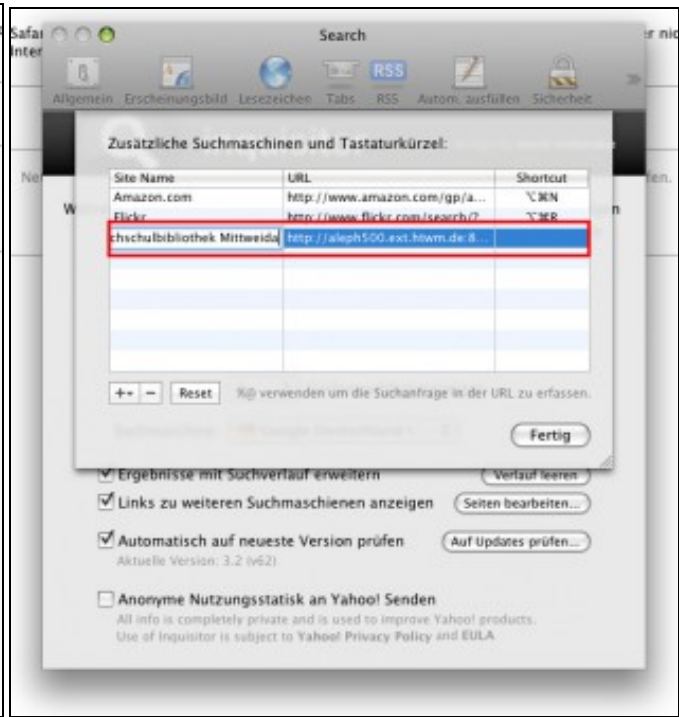 Safa er nic
Inter
Search
Allgemein Erscheinungsbild Lesezeichen Tabs RSS Autom. ausfüllen Sicherheit
Zusätzliche Suchmaschinen und Tastaturkürzel:
Site Name URL Shortcut
Amazon.com http://www.amazon.com/gp/a... ⌥⌘N
Flickr http://www.flickr.com/search/? ⌥⌘R
chschulbibliothek Mittweida http://aleph500.ext.htwm.de:8...
Reset %@ verwenden um die Suchanfrage in der URL zu erfassen.
Fertig
Ergebnisse mit Suchverlauf erweitern Verlauf leeren
Links zu weiteren Suchmaschienen anzeigen Seiten bearbeiten...
Automatisch auf neueste Version prüfen Auf Updates prüfen...
Aktuelle Version: 3.2 (v62)
Anonyme Nutzungsstatisk an Yahoo! Senden
All info is completely private and is used to improve Yahoo! products.
Use of Inquisitor is subject to Yahoo! Privacy Policy and EULA